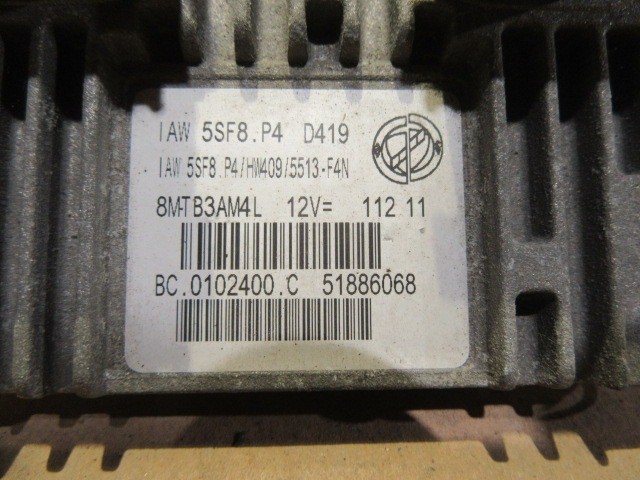 IAW 5SF8.P4 D419
IAW 5SF8.P4/HW409/5513-F4N
8MTB3AM4L 12V= 112 11
BC.0102400.C 51886068